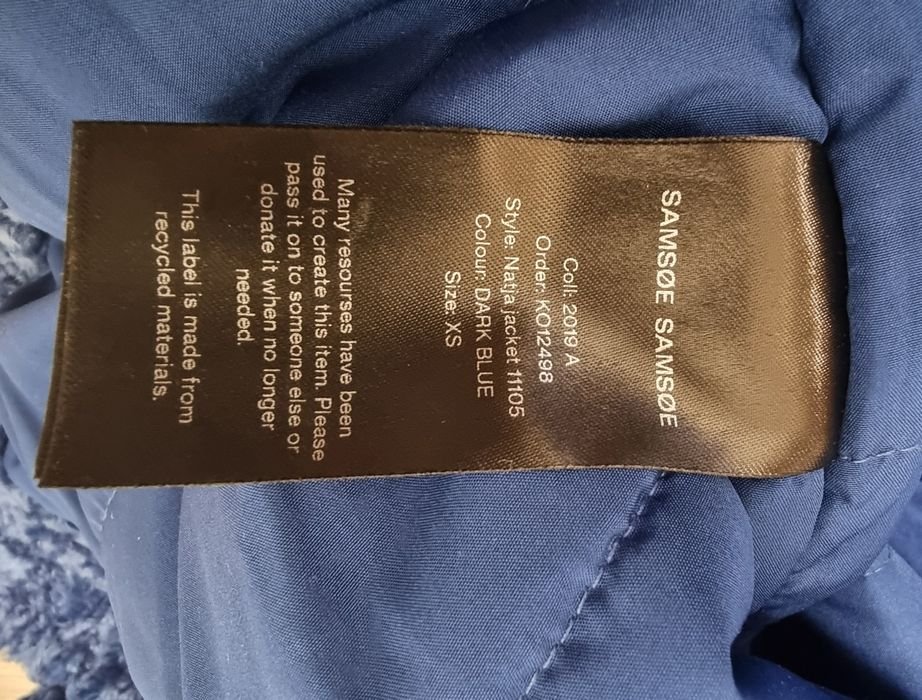 SAMSØE SAMSØE
Coll: 2019 A
Order: KO12498
Style: Natja jacket 11105
Colour: DARK BLUE
Size: XS
Many resourses have been
used to create this item. Please
pass it on to someone else or
donate it when no longer
needed
This label is made from
recycled materials.